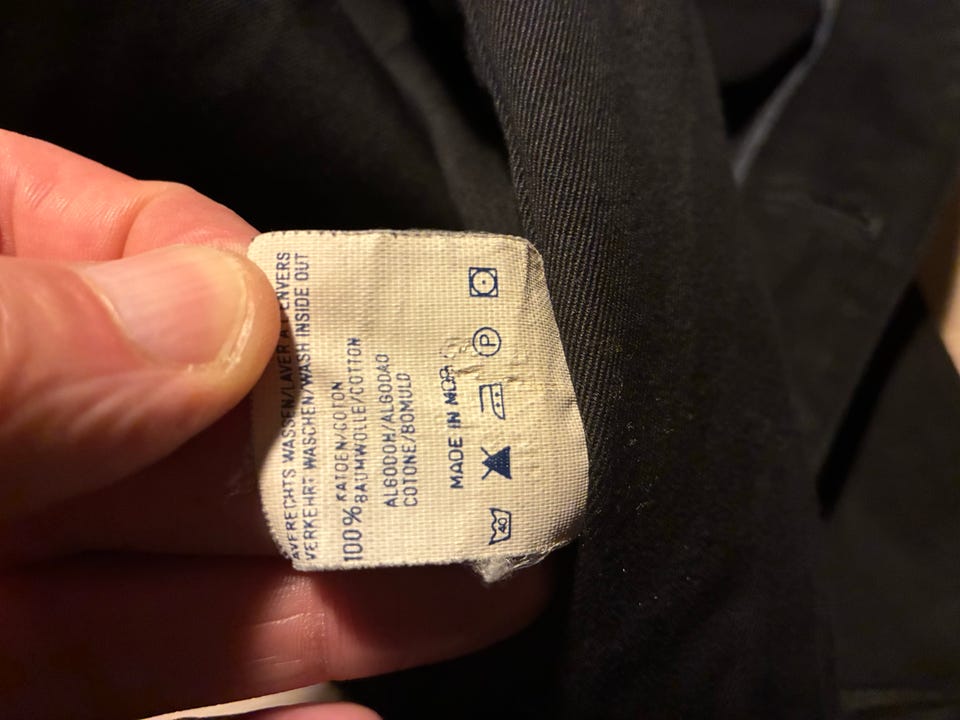 AVERECHTS WASSEN/LAVER A L'ENVERS
VERKEHRT WASCHEN/WASH INSIDE OUT
100% KATOEN/COTON
BAUMWOLLE/COTTON
ALGODON/ALGODAO
COTONE/BOMULD
MADE IN
40
P